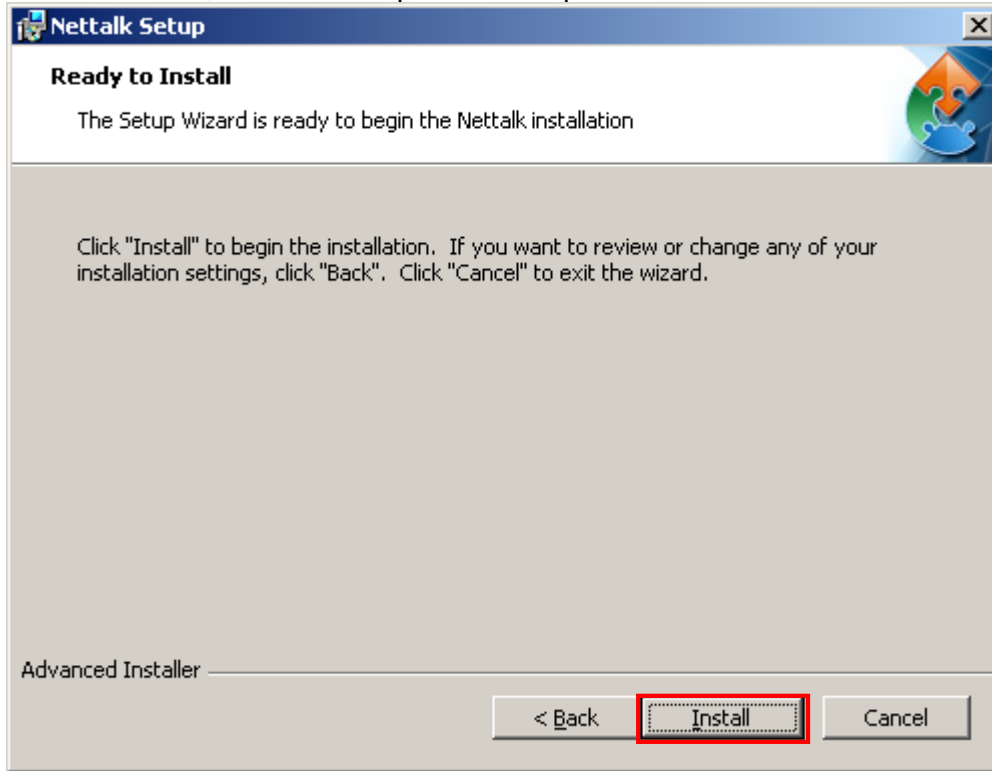 Nettalk Setup
Ready to Install
The Setup Wizard is ready to begin the Nettalk installation
Click "Install" to begin the installation. If you want to review or change any of your
installation settings, click "Back". Click "Cancel" to exit the wizard.
Advanced Installer
< Back Install Cancel